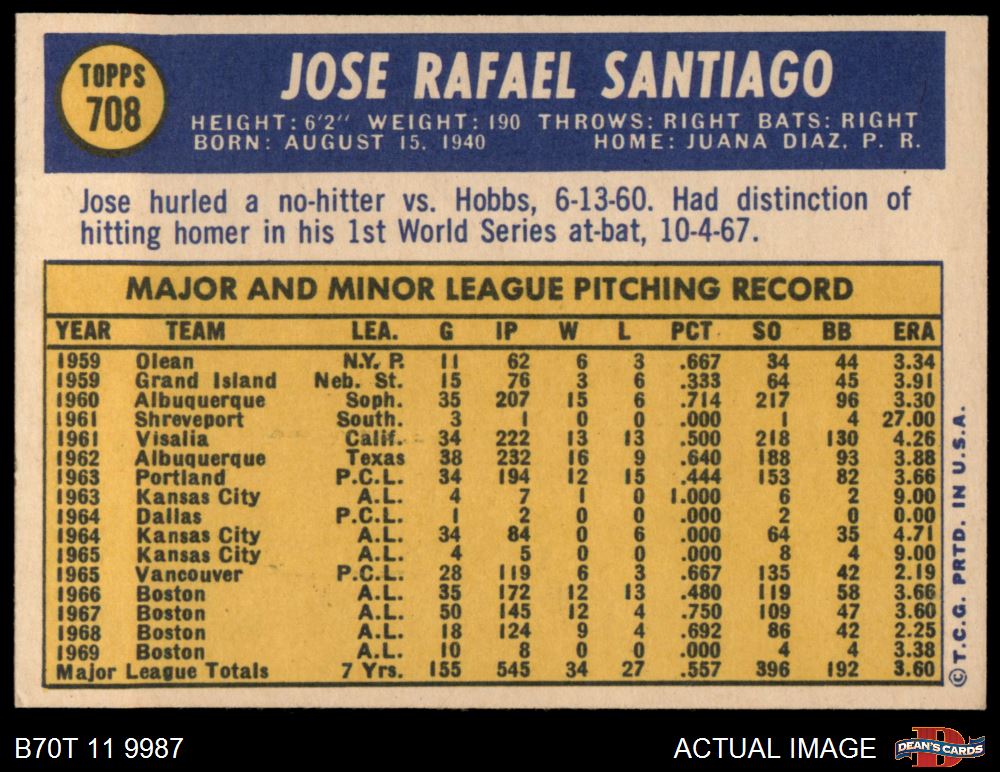 TOPPS
708
JOSE RAFAEL SANTIAGO
HEIGHT: 6'2" WEIGHT: 190 THROWS: RIGHT BATS: RIGHT
BORN: AUGUST 15, 1940 HOME: JUANA DIAZ, P. R.
Jose hurled a no-hitter vs. Hobbs, 6-13-60. Had distinction of
hitting homer in his 1st World Series at-bat, 10-4-67.
MAJOR AND MINOR LEAGUE PITCHING RECORD
YEAR TEAM LEA. G IP W L PCT SO BB ERA
1959 Olean N.Y. P. 11 62 6 3 .667 34 44 3.34
1959 Grand Island Neb. St. 15 76 3 6 .333 64 45 3.91
1960 Albuquerque Soph. 35 207 15 6 .714 217 96 3.30
1961 Shreveport South. 3 1 0 0 .000 1 4 27.00
1961 Visalia Calif. 34 222 13 13 .500 218 130 4.26
1962 Albuquerque Texas 38 232 16 9 .640 188 93 3.88
1963 Portland P.C.L. 34 194 12 15 .444 153 82 3.66
1963 Kansas City A.L. 4 7 1 0 1.000 6 2 9.00
1964 Dallas P.C.L. 1 2 0 0 .000 2 0 0.00
1964 Kansas City A.L. 34 84 0 6 .000 64 35 4.71
1965 Kansas City A.L. 4 5 0 0 .000 8 4 9.00
1965 Vancouver P.C.L. 28 119 6 3 .667 135 42 2.19
1966 Boston A.L. 35 172 12 13 .480 119 58 3.66
1967 Boston A.L. 50 145 12 4 .750 109 47 3.60
1968 Boston A.L. 18 124 9 4 .692 86 42 2.25
1969 Boston A.L. 10 8 0 0 .000 4 4 3.38
Major League Totals 7 Yrs. 155 545 34 27 .557 396 192 3.60
© T.C.G. PRTD. IN U.S.A.
B70T 11 9987
ACTUAL IMAGE
D
DEAN'S CARDS